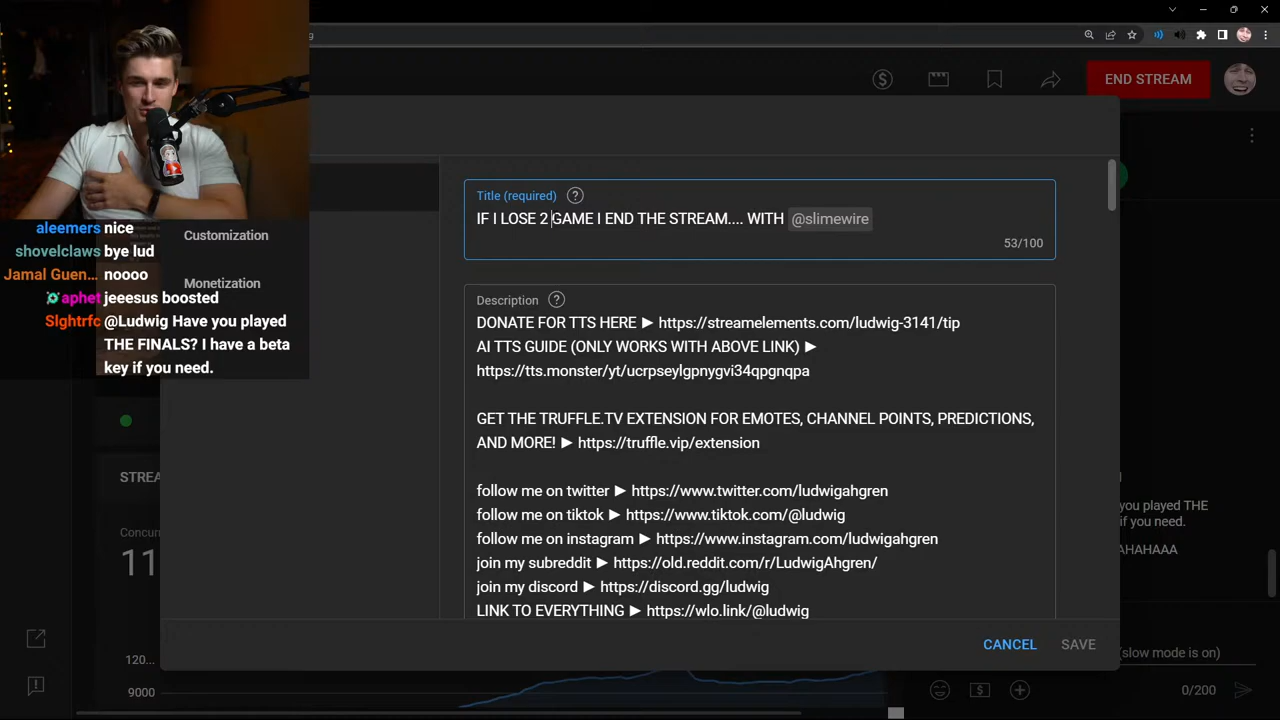 g
END STREAM
Title (required) ?
IF I LOSE 2 GAME I END THE STREAM.... WITH @slimewire
53/100
aleemers nice
shovelclaws bye lud
Jamal Guen... noooo
aphet jeeesus boosted
Slghtrfc @Ludwig Have you played
THE FINALS? I have a beta
key if you need.
Customization
Monetization
Description ?
DONATE FOR TTS HERE ► https://streamelements.com/ludwig-3141/tip
AI TTS GUIDE (ONLY WORKS WITH ABOVE LINK) ►
https://tts.monster/yt/ucrpseylgpnygvi34qpgnqpa
GET THE TRUFFLE.TV EXTENSION FOR EMOTES, CHANNEL POINTS, PREDICTIONS,
AND MORE! ► https://truffle.vip/extension
follow me on twitter ► https://www.twitter.com/ludwigahgren
follow me on tiktok ► https://www.tiktok.com/@ludwig
follow me on instagram ► https://www.instagram.com/ludwigahgren
join my subreddit ► https://old.reddit.com/r/LudwigAhgren/
join my discord ► https://discord.gg/ludwig
LINK TO EVERYTHING ► https://wlo.link/@ludwig
CANCEL SAVE
STREA
Concurr
11
120...
9000
you played THE
if you need.
AHAHAAA
(slow mode is on)
0/200